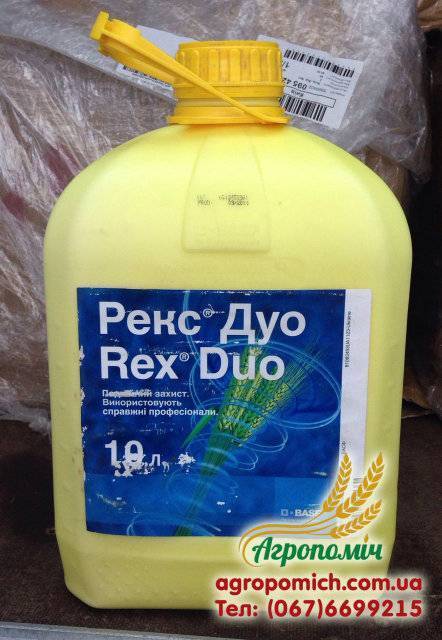 Рекс® Дуо
Rex® Duo
захист.
Використовують
справжні професіонали.
10 л.
BASF
Агропоміч
agropomich.com.ua
Тел: (067)6699215